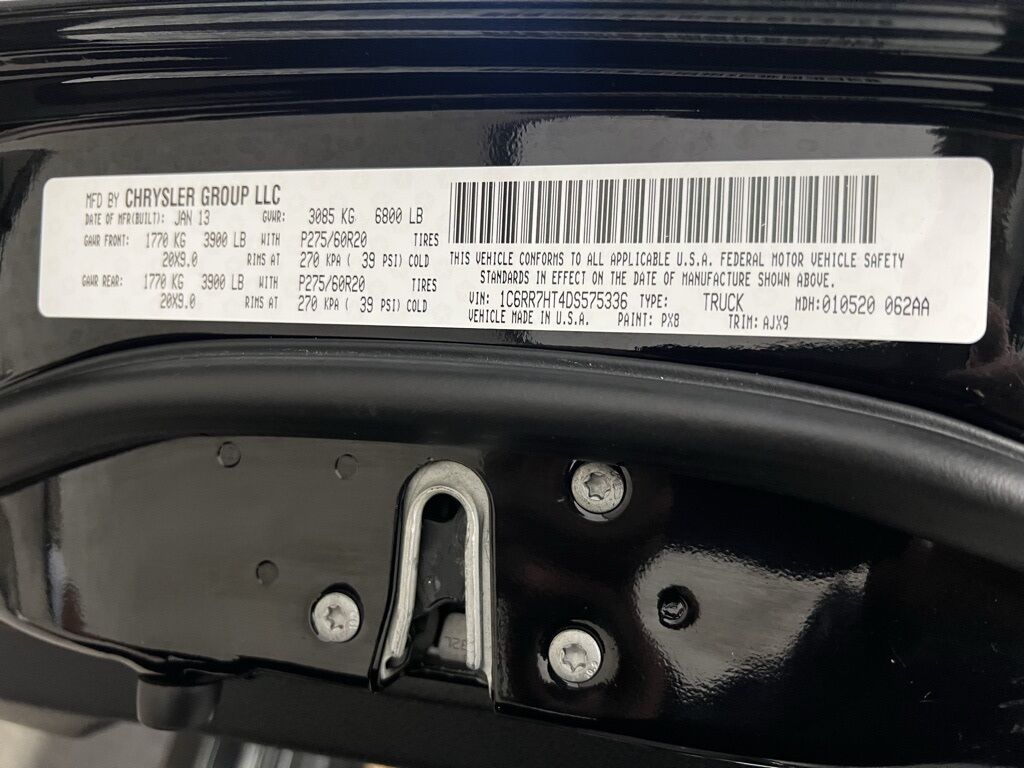 MFD BY CHRYSLER GROUP LLC
DATE OF MFR(BUILT): JAN 13 GVWR: 3085 KG 6800 LB
GAWR FRONT: 1770 KG 3900 LB WITH P275/60R20 TIRES
20X9.0 RIMS AT 270 KPA ( 39 PSI) COLD
GAWR REAR: 1770 KG 3900 LB WITH P275/60R20 TIRES
20X9.0 RIMS AT 270 KPA ( 39 PSI) COLD
THIS VEHICLE CONFORMS TO ALL APPLICABLE U.S.A. FEDERAL MOTOR VEHICLE SAFETY
STANDARDS IN EFFECT ON THE DATE OF MANUFACTURE SHOWN ABOVE.
VIN: 1C6RR7HT4DS575336 TYPE: TRUCK MDH:010520 062AA
VEHICLE MADE IN U.S.A. PAINT: PX8 TRIM: AJX9